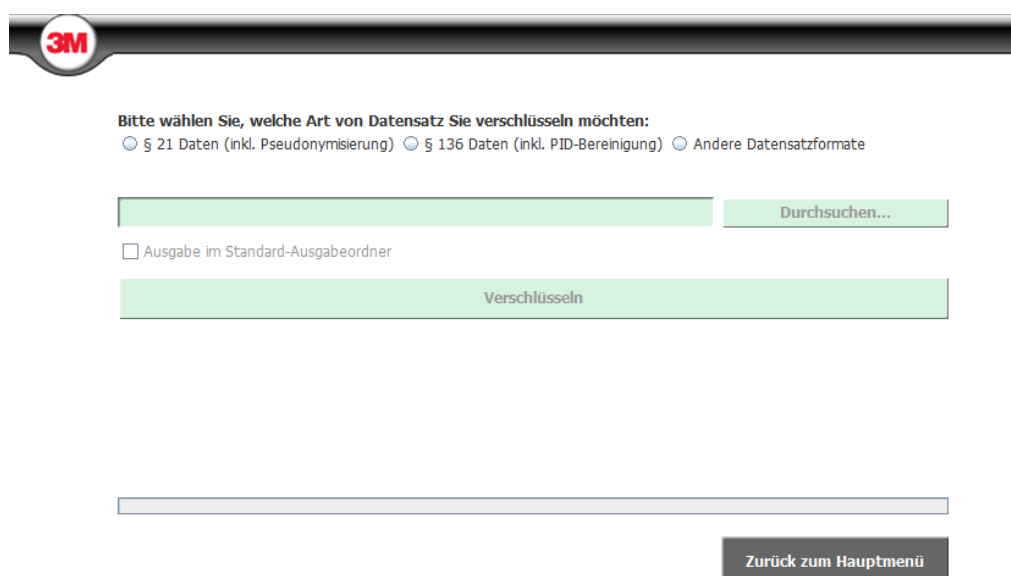 3M
Bitte wählen Sie, welche Art von Datensatz Sie verschlüsseln möchten:
§ 21 Daten (inkl. Pseudonymisierung) § 136 Daten (inkl. PID-Bereinigung) Andere Datensatzformate
Durchsuchen...
Ausgabe im Standard-Ausgabeordner
Verschlüsseln
Zurück zum Hauptmenü